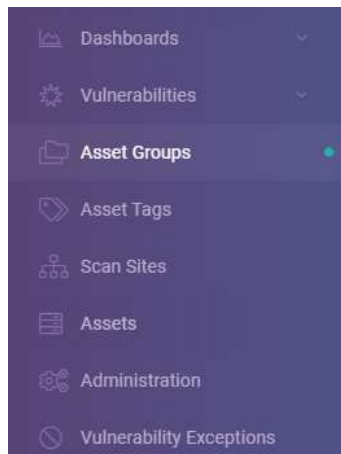 Dashboards
Vulnerabilities
Asset Groups
Asset Tags
Scan Sites
Assets
Administration
Vulnerability Exceptions